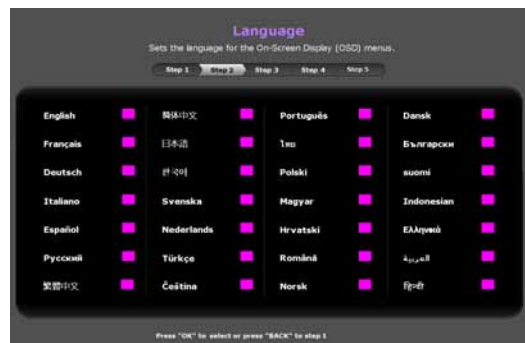 Language
Sets the language for the On-Screen Display (OSD) menus.
Step 1 Step 2 Step 3 Step 4 Step 5
English 简体中文 Português Dansk
Français 日本語 ไทย Български
Deutsch 한국어 Polski suomi
Italiano Svenska Magyar Indonesian
Español Nederlands Hrvatski Ελληνικά
Русский Türkçe Română العربية
繁體中文 Čeština Norsk हिन्दी
Press "OK" to select or press "BACK" to step 1